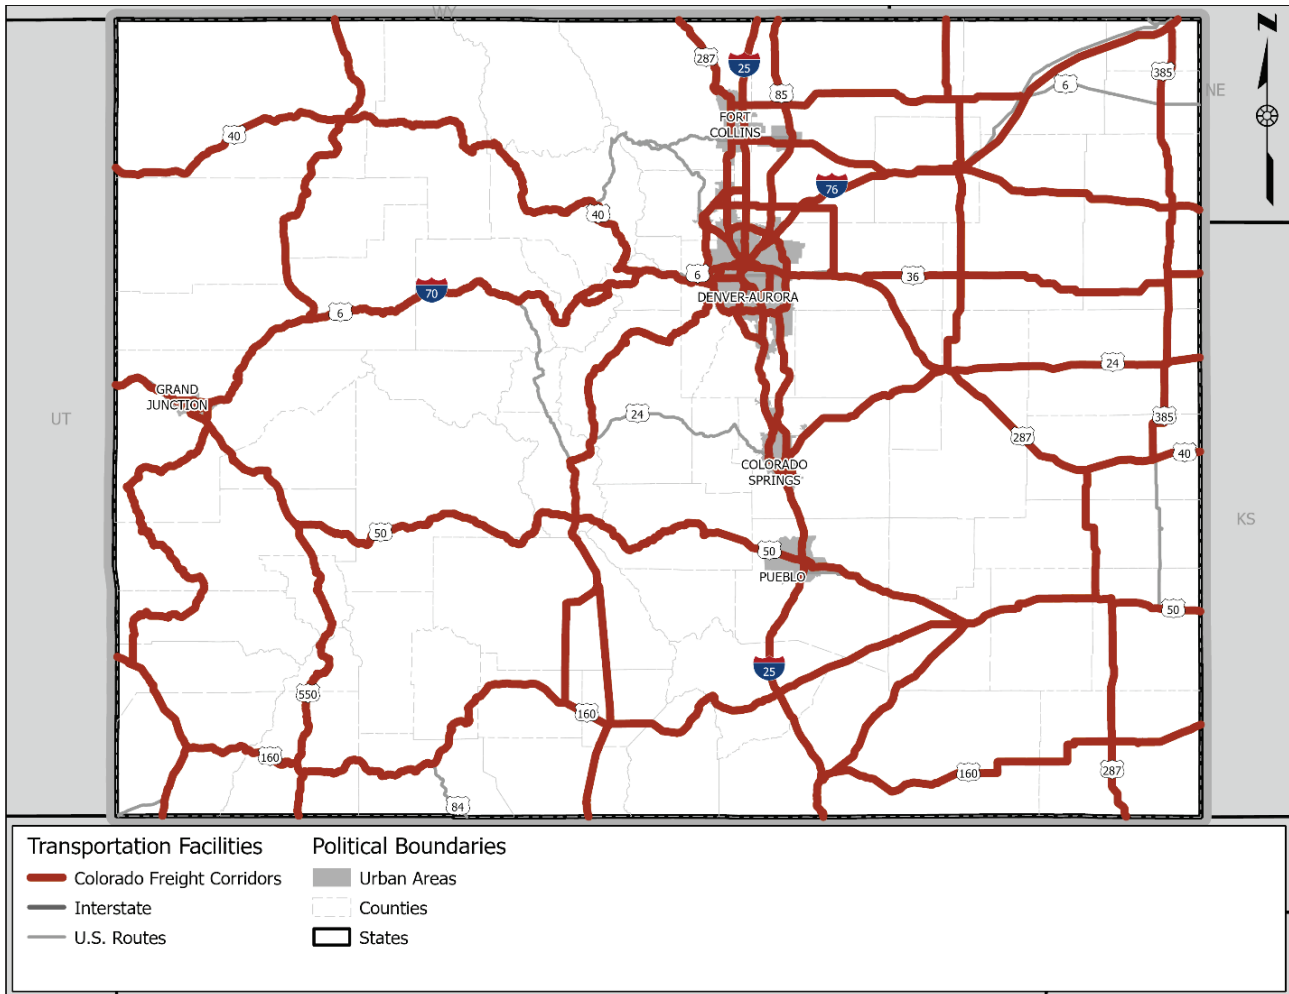 WY
N
287
25
85
385
6
NE
40
FORT
COLLINS
76
40
6
36
70
DENVER-AURORA
6
24
GRAND
JUNCTION
UT
24
385
287
40
COLORADO
SPRINGS
KS
50
50
PUEBLO
50
25
550
160
160
160
287
84
Transportation Facilities
Colorado Freight Corridors
Interstate
U.S. Routes
Political Boundaries
Urban Areas
Counties
States